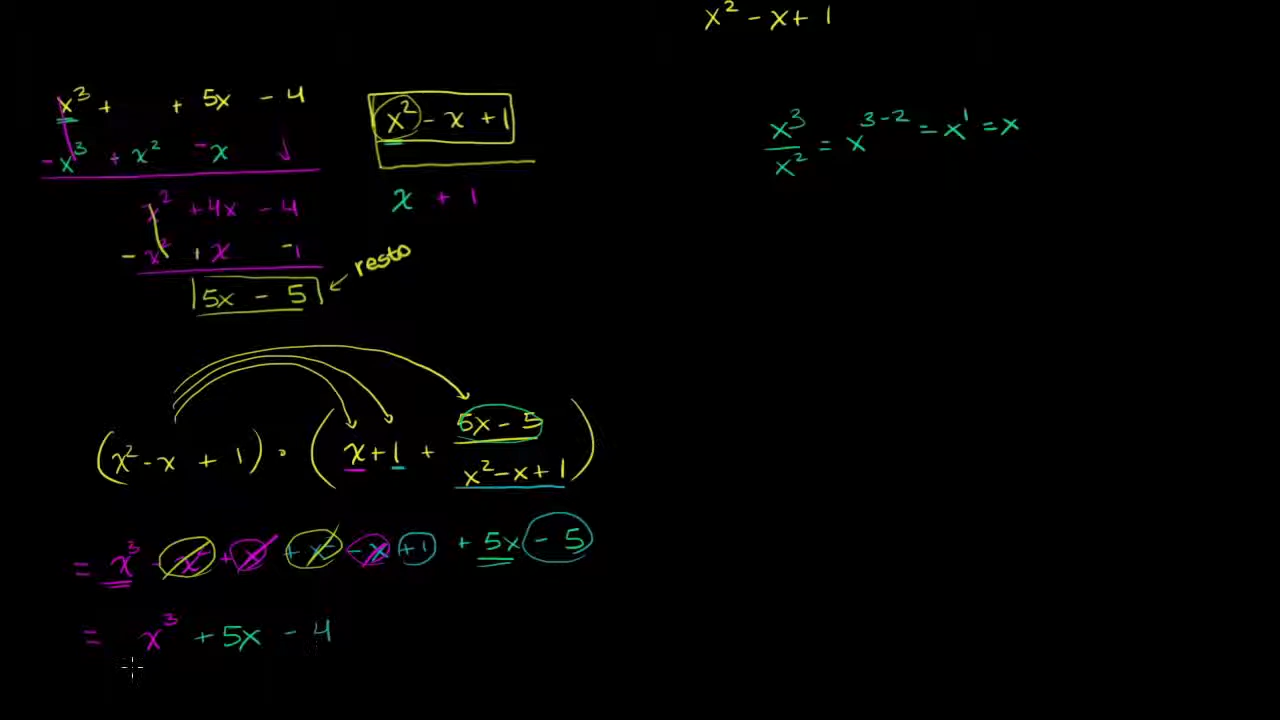 x² - x + 1
x³ + + 5x - 4
x² - x + 1
- x³ + x² - x
x + 1
x² + 4x - 4
- x² + x - 1
5x - 5
resto
x³/x² = x³⁻² = x¹ = x
(x² - x + 1) · (x + 1 + (5x - 5)/(x² - x + 1))
= x³ - x² + x + x² - x + 1 + 5x - 5
= x³ + 5x - 4